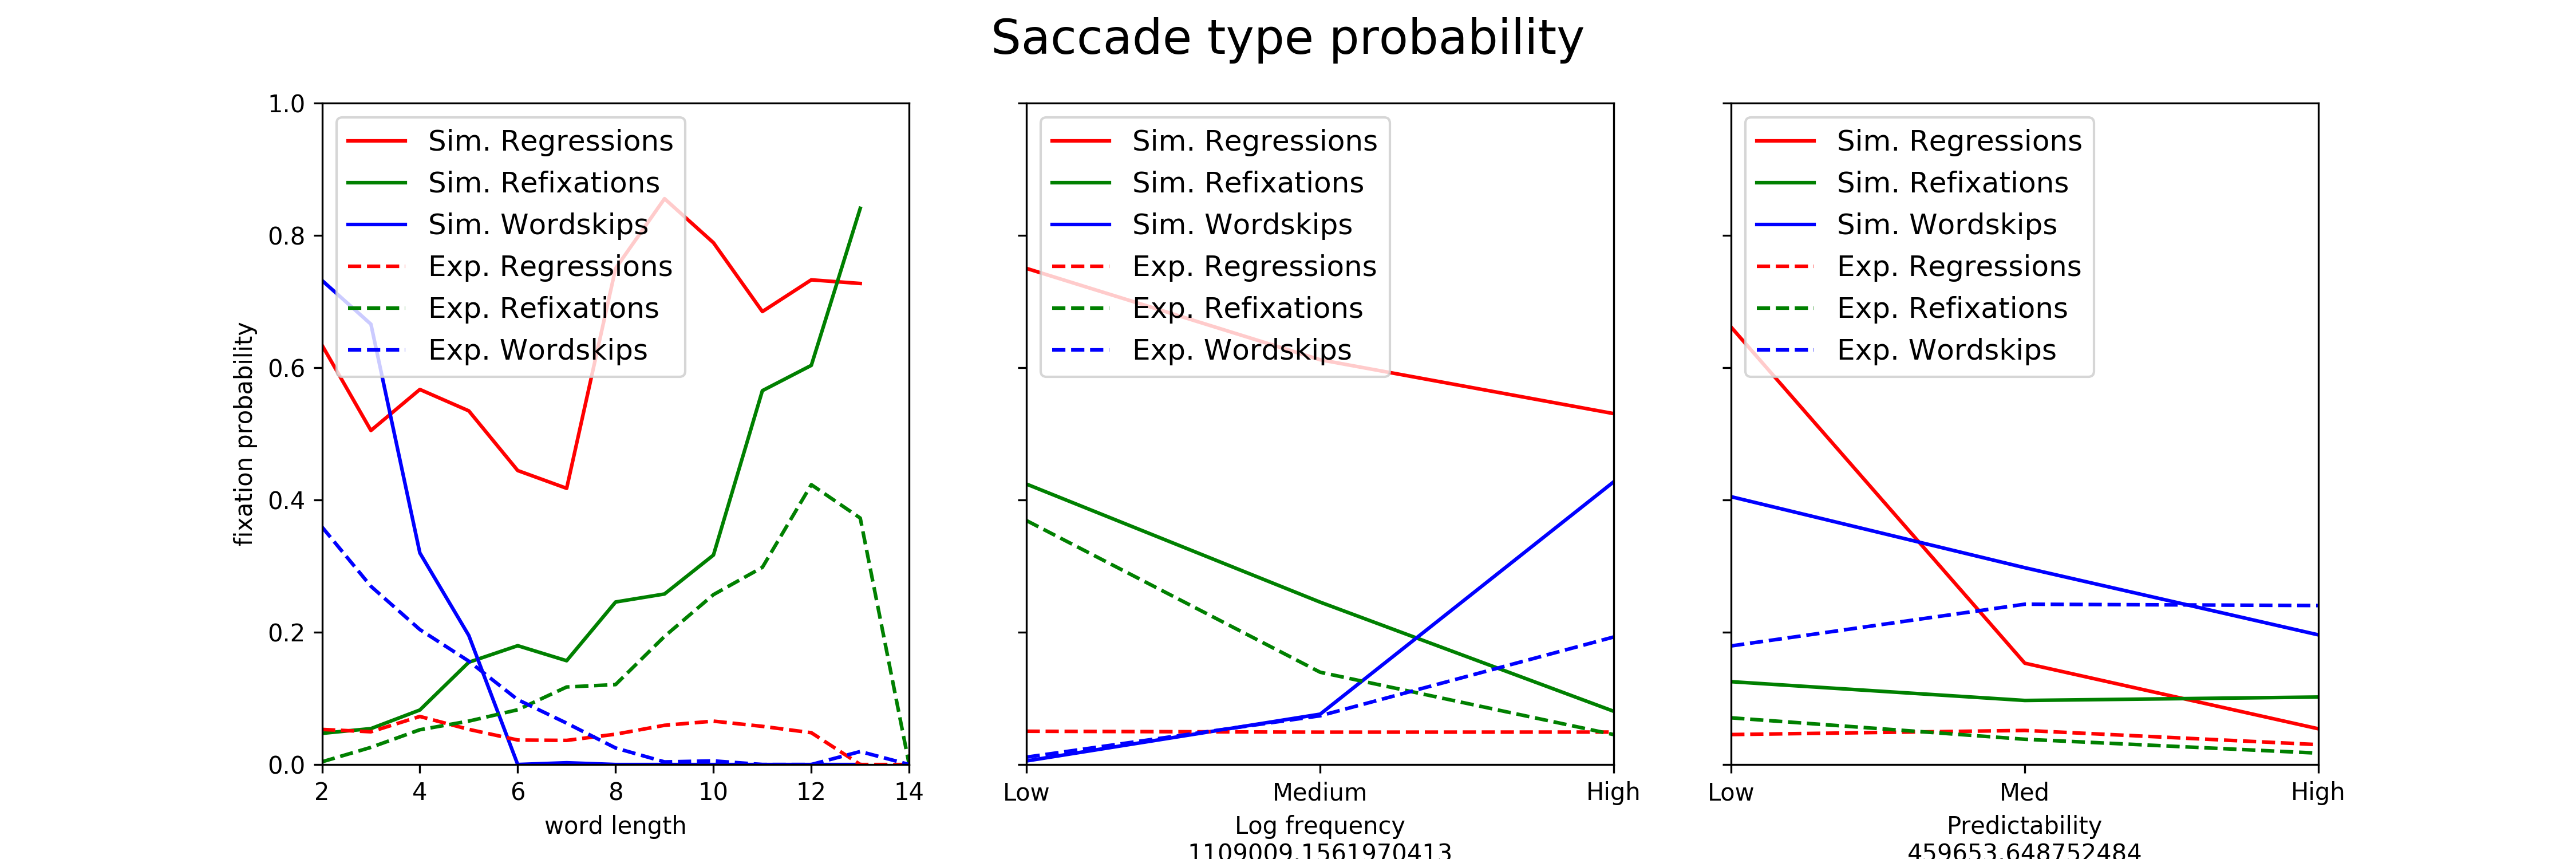 Saccade type probability
fixation probability
1.0
0.8
0.6
0.4
0.2
0.0
Sim. Regressions
Sim. Refixations
Sim. Wordskips
Exp. Regressions
Exp. Refixations
Exp. Wordskips
2 4 6 8 10 12 14
word length
Sim. Regressions
Sim. Refixations
Sim. Wordskips
Exp. Regressions
Exp. Refixations
Exp. Wordskips
Low Medium High
Log frequency
1109009.1561970413
Sim. Regressions
Sim. Refixations
Sim. Wordskips
Exp. Regressions
Exp. Refixations
Exp. Wordskips
Low Med High
Predictability
459653.648752484